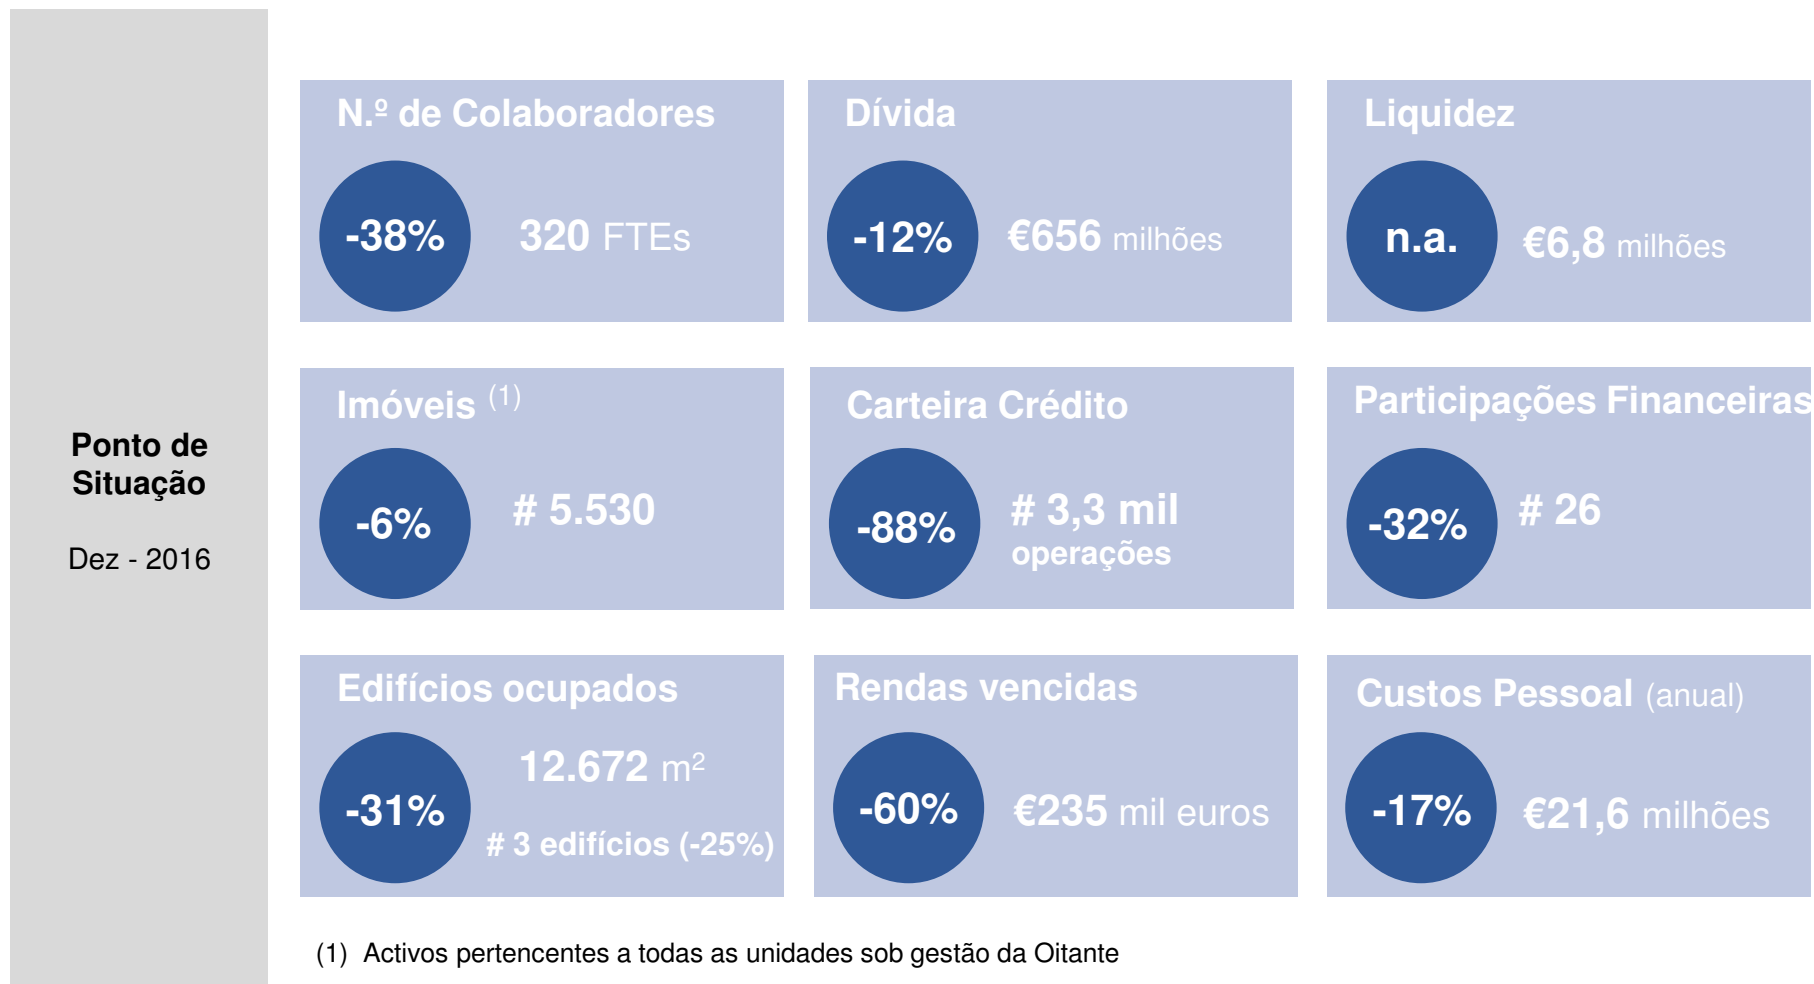 Ponto de
Situação
Dez - 2016
N.º de Colaboradores
-38%
320 FTEs
Dívida
-12%
€656 milhões
Liquidez
n.a.
€6,8 milhões
Imóveis (1)
-6%
# 5.530
Carteira Crédito
-88%
# 3,3 mil
operações
Participações Financeiras
-32%
# 26
Edifícios ocupados
-31%
12.672 m²
# 3 edifícios (-25%)
Rendas vencidas
-60%
€235 mil euros
Custos Pessoal (anual)
-17%
€21,6 milhões
(1) Activos pertencentes a todas as unidades sob gestão da Oitante